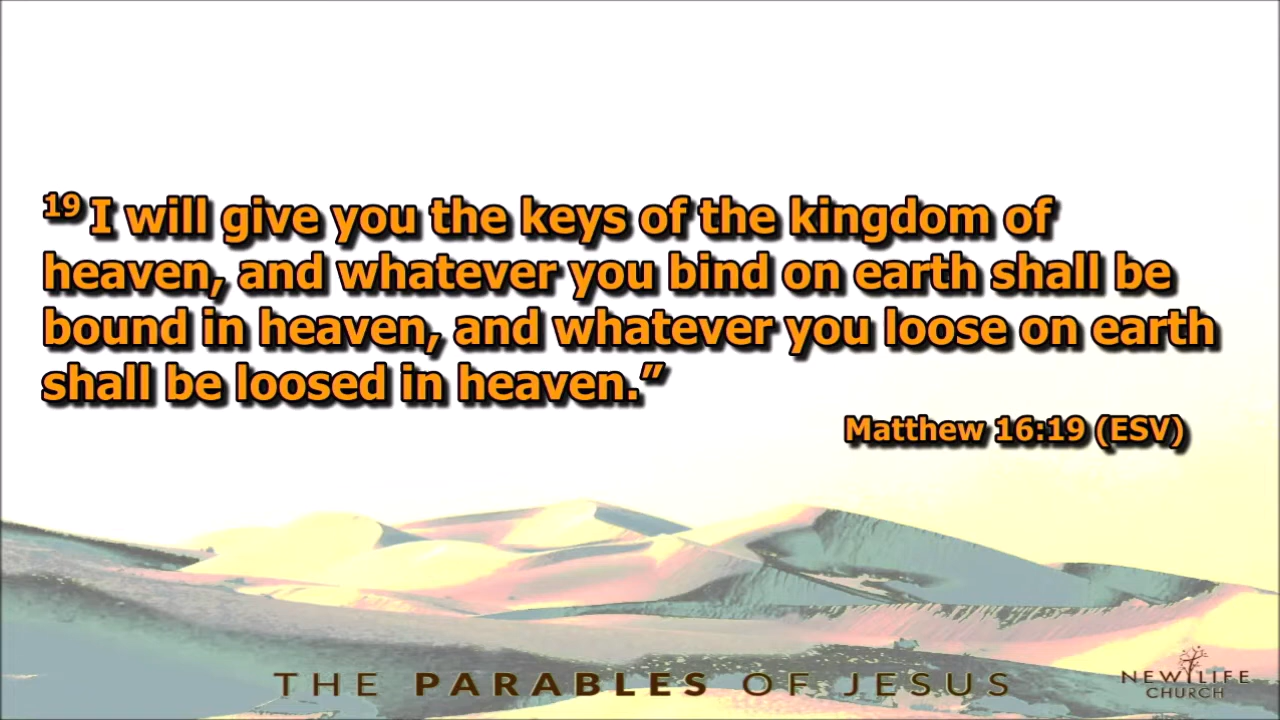 19 I will give you the keys of the kingdom of
heaven, and whatever you bind on earth shall be
bound in heaven, and whatever you loose on earth
shall be loosed in heaven.”
Matthew 16:19 (ESV)
THE PARABLES OF JESUS
NEW LIFE
CHURCH